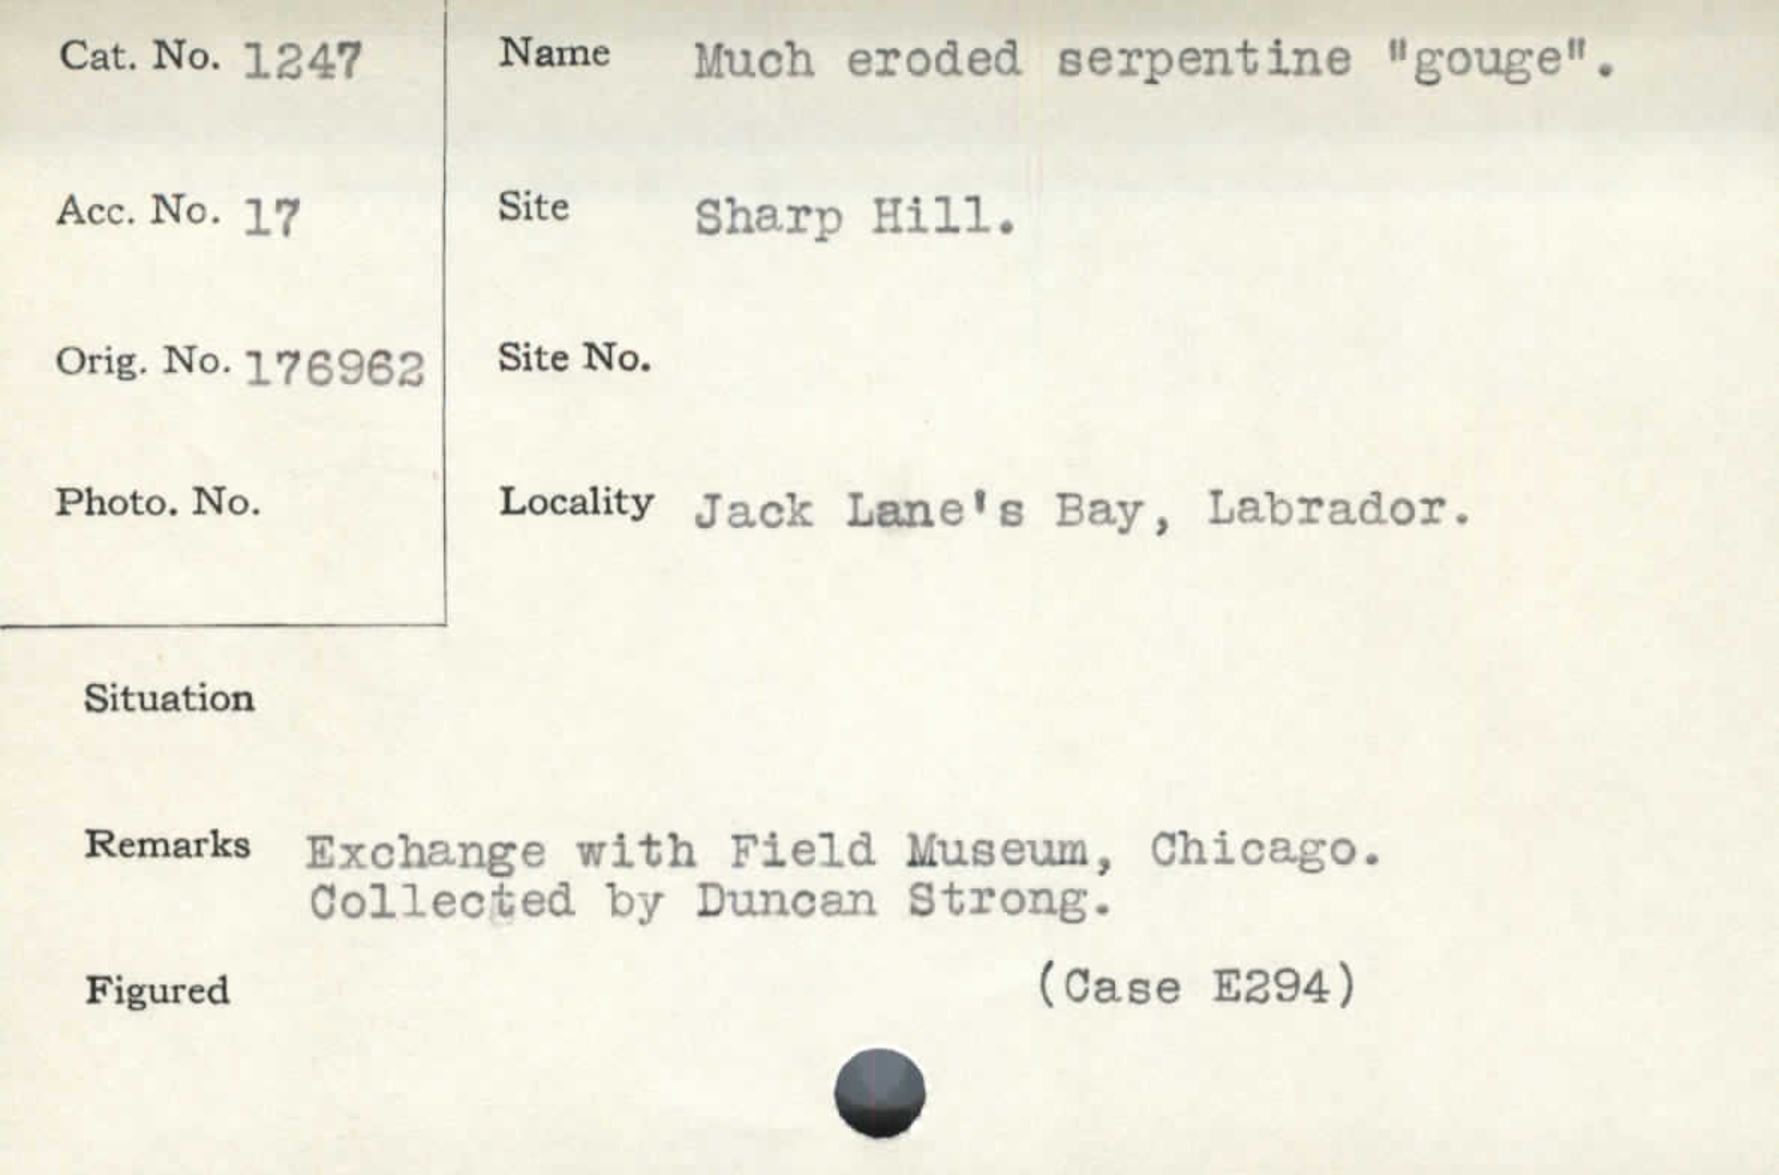 Cat. No. 1247
Name Much eroded serpentine "gouge".
Acc. No. 17
Site Sharp Hill.
Orig. No. 176962
Site No.
Photo. No.
Locality Jack Lane's Bay, Labrador.
Situation
Remarks Exchange with Field Museum, Chicago.
Collected by Duncan Strong.
Figured (Case E294)